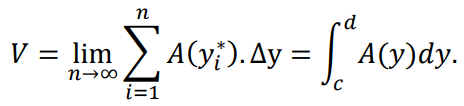 V = lim_{n→∞} ∑_{i=1}^{n} A(y_i^*).Δy = ∫_c^d A(y)dy.